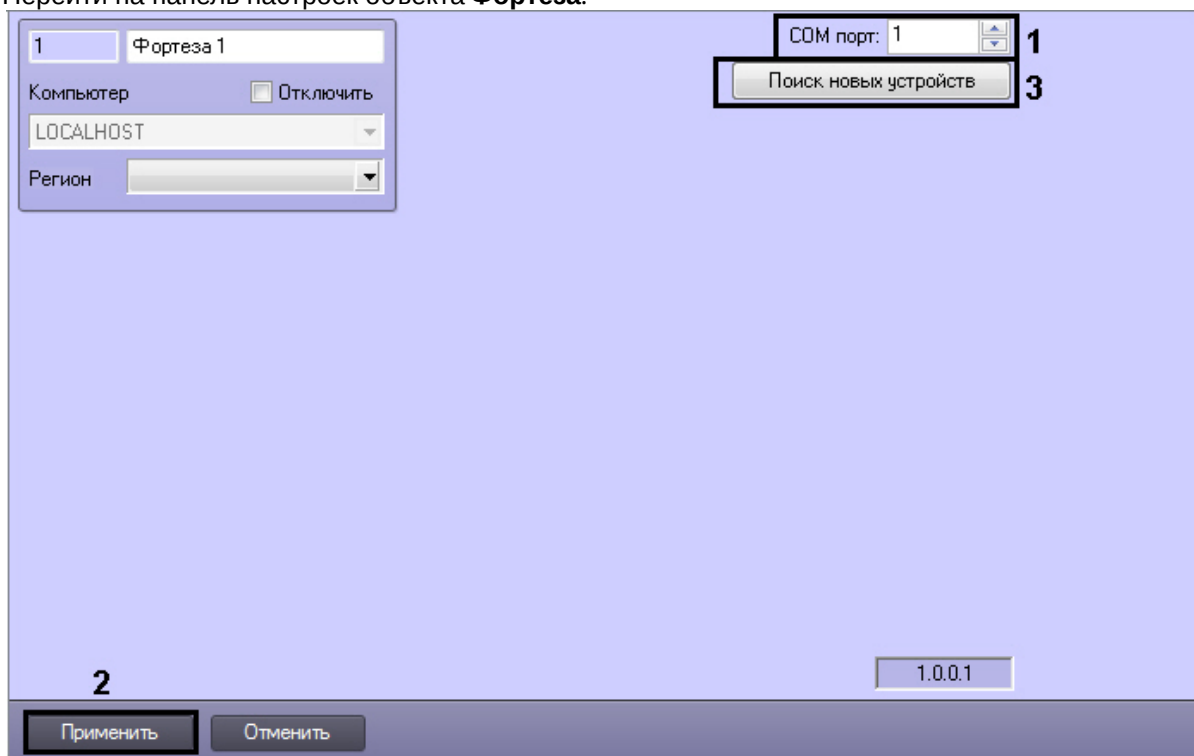 Перейти на панель настроек объекта Фортеза.
1 Фортеза 1
COM порт: 1 1
Поиск новых устройств 3
Компьютер Отключить
LOCALHOST
Регион
1.0.0.1
2
Применить Отменить